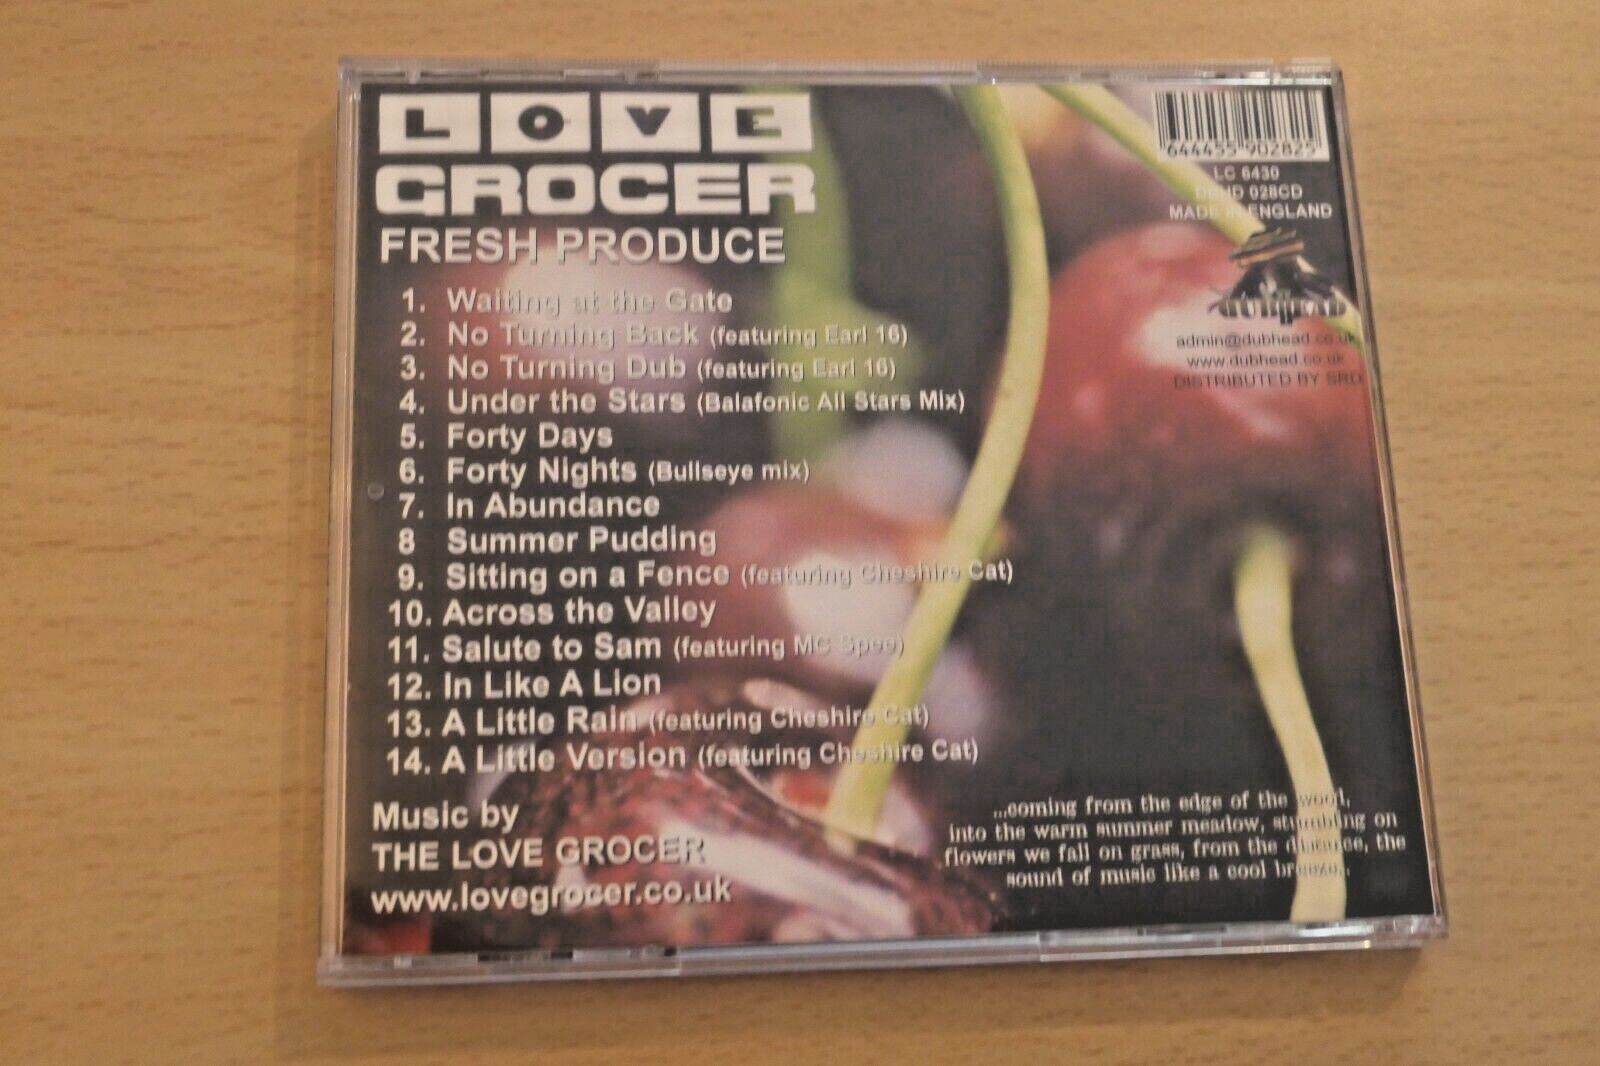 LOVE
GROCER
FRESH PRODUCE
1. Waiting at the Gate
2. No Turning Back (featuring Earl 16)
3. No Turning Dub (featuring Earl 16)
4. Under the Stars (Balafonic All Stars Mix)
5. Forty Days
6. Forty Nights (Bullseye mix)
7. In Abundance
8 Summer Pudding
9. Sitting on a Fence (featuring Cheshire Cat)
10. Across the Valley
11. Salute to Sam (featuring MC Spee)
12. In Like A Lion
13. A Little Rain (featuring Cheshire Cat)
14. A Little Version (featuring Cheshire Cat)
Music by
THE LOVE GROCER
www.lovegrocer.co.uk
644455 902825
LC 6430
028CD
MADE IN ENGLAND
DUBHEAD
admin@dubhead.co.uk
www.dubhead.co.uk
DISTRIBUTED BY SRD
...coming from the edge of the wood,
into the warm summer meadow, stumbling on
flowers we fall on grass, from the distance, the
sound of music like a cool breeze..